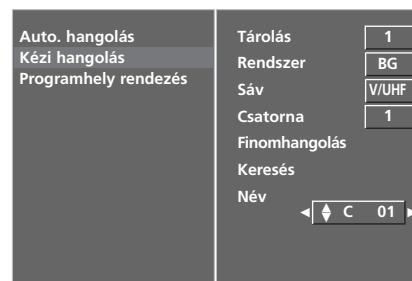 Auto. hangolás
Kézi hangolás
Programhely rendezés
Tárolás 1
Rendszer BG
Sáv V/UHF
Csatorna 1
Finomhangolás
Keresés
Név
C 01